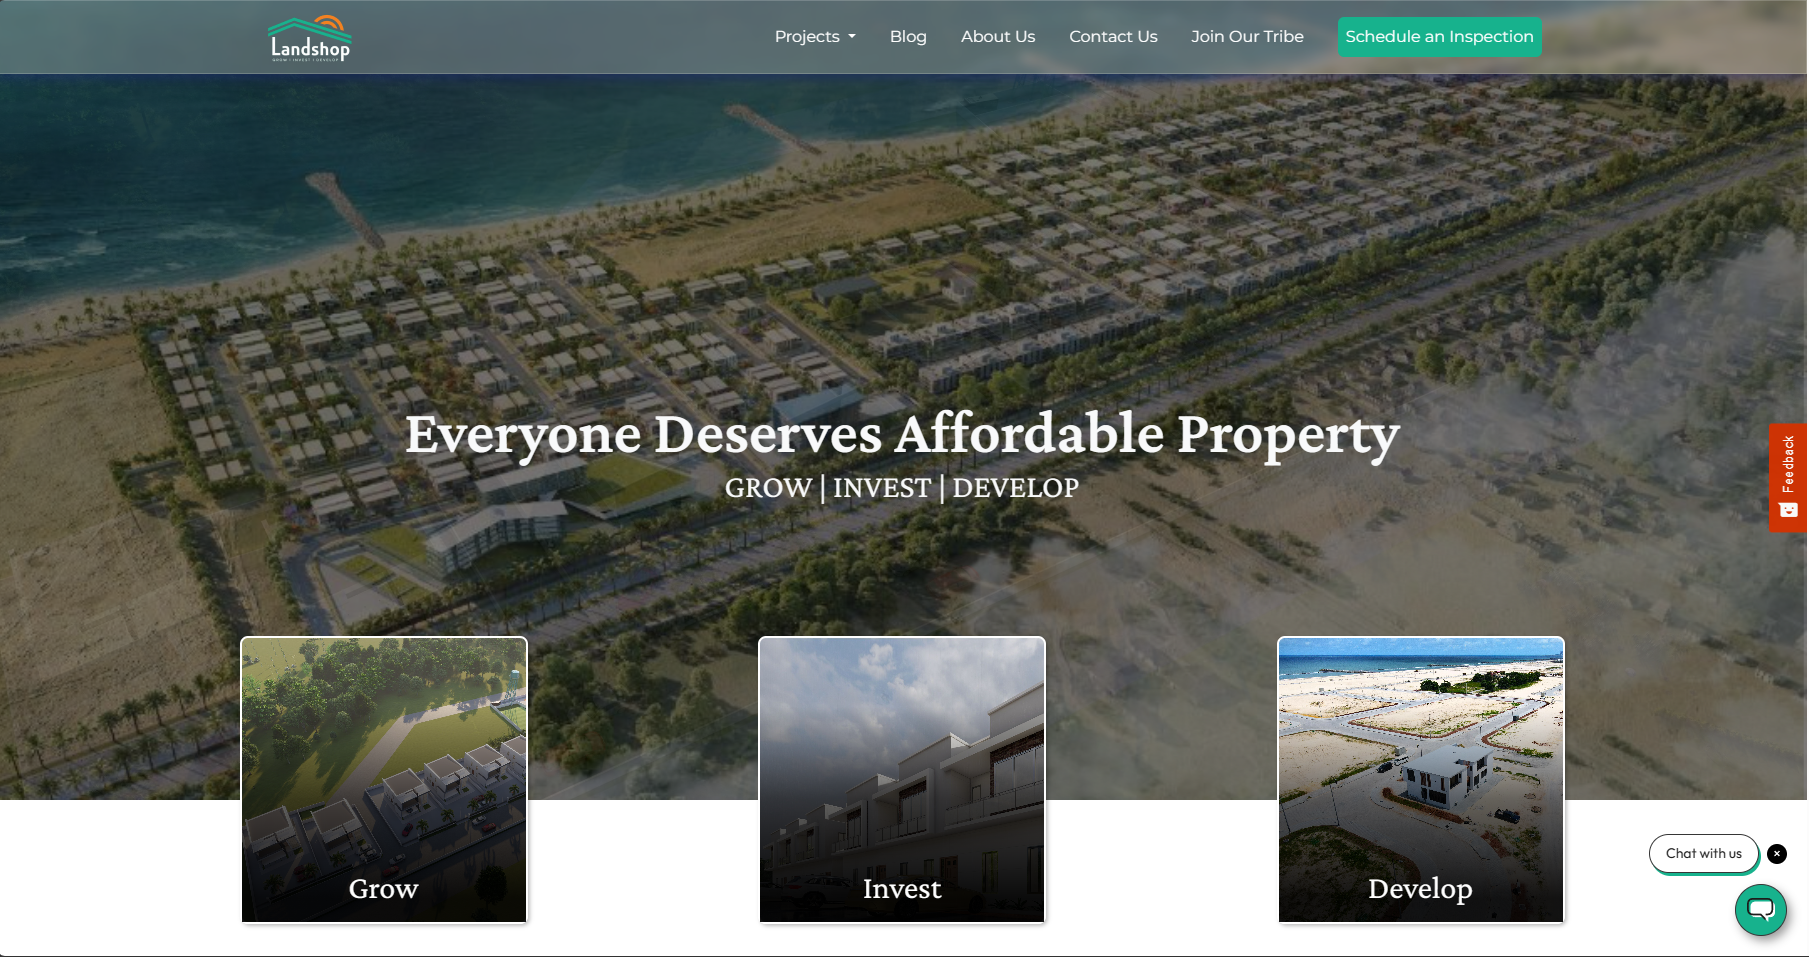 Landshop
GROW | INVEST | DEVELOP
Projects
Blog
About Us
Contact Us
Join Our Tribe
Schedule an Inspection
Everyone Deserves Affordable Property
GROW | INVEST | DEVELOP
Feedback
Grow
Invest
Develop
Chat with us